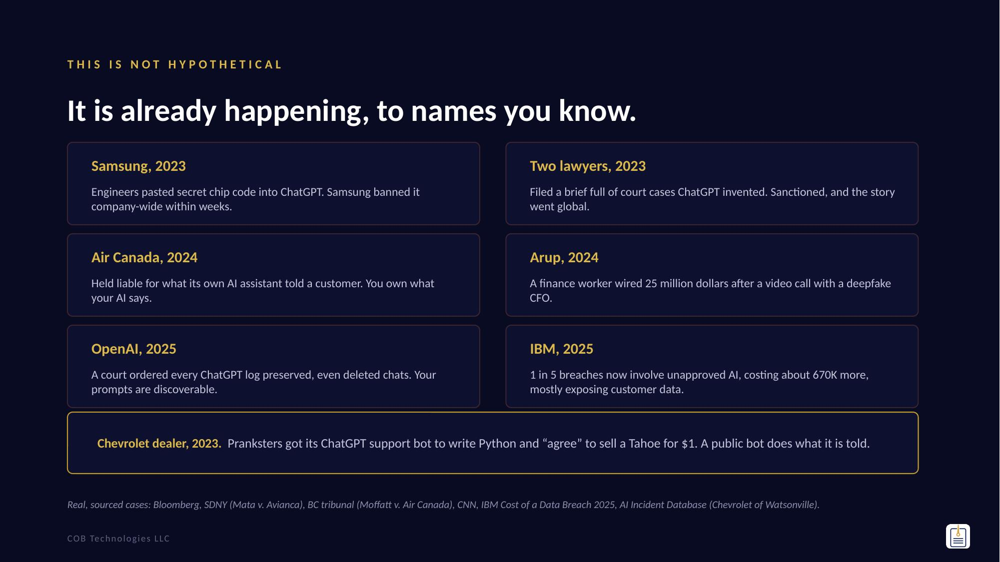 THIS IS NOT HYPOTHETICAL
It is already happening, to names you know.
Samsung, 2023
Engineers pasted secret chip code into ChatGPT. Samsung banned it
company-wide within weeks.
Two lawyers, 2023
Filed a brief full of court cases ChatGPT invented. Sanctioned, and the story
went global.
Air Canada, 2024
Held liable for what its own AI assistant told a customer. You own what
your AI says.
Arup, 2024
A finance worker wired 25 million dollars after a video call with a deepfake
CFO.
OpenAI, 2025
A court ordered every ChatGPT log preserved, even deleted chats. Your
prompts are discoverable.
IBM, 2025
1 in 5 breaches now involve unapproved AI, costing about 670K more,
mostly exposing customer data.
Chevrolet dealer, 2023. Pranksters got its ChatGPT support bot to write Python and “agree” to sell a Tahoe for $1. A public bot does what it is told.
Real, sourced cases: Bloomberg, SDNY (Mata v. Avianca), BC tribunal (Moffatt v. Air Canada), CNN, IBM Cost of a Data Breach 2025, AI Incident Database (Chevrolet of Watsonville).
COB Technologies LLC